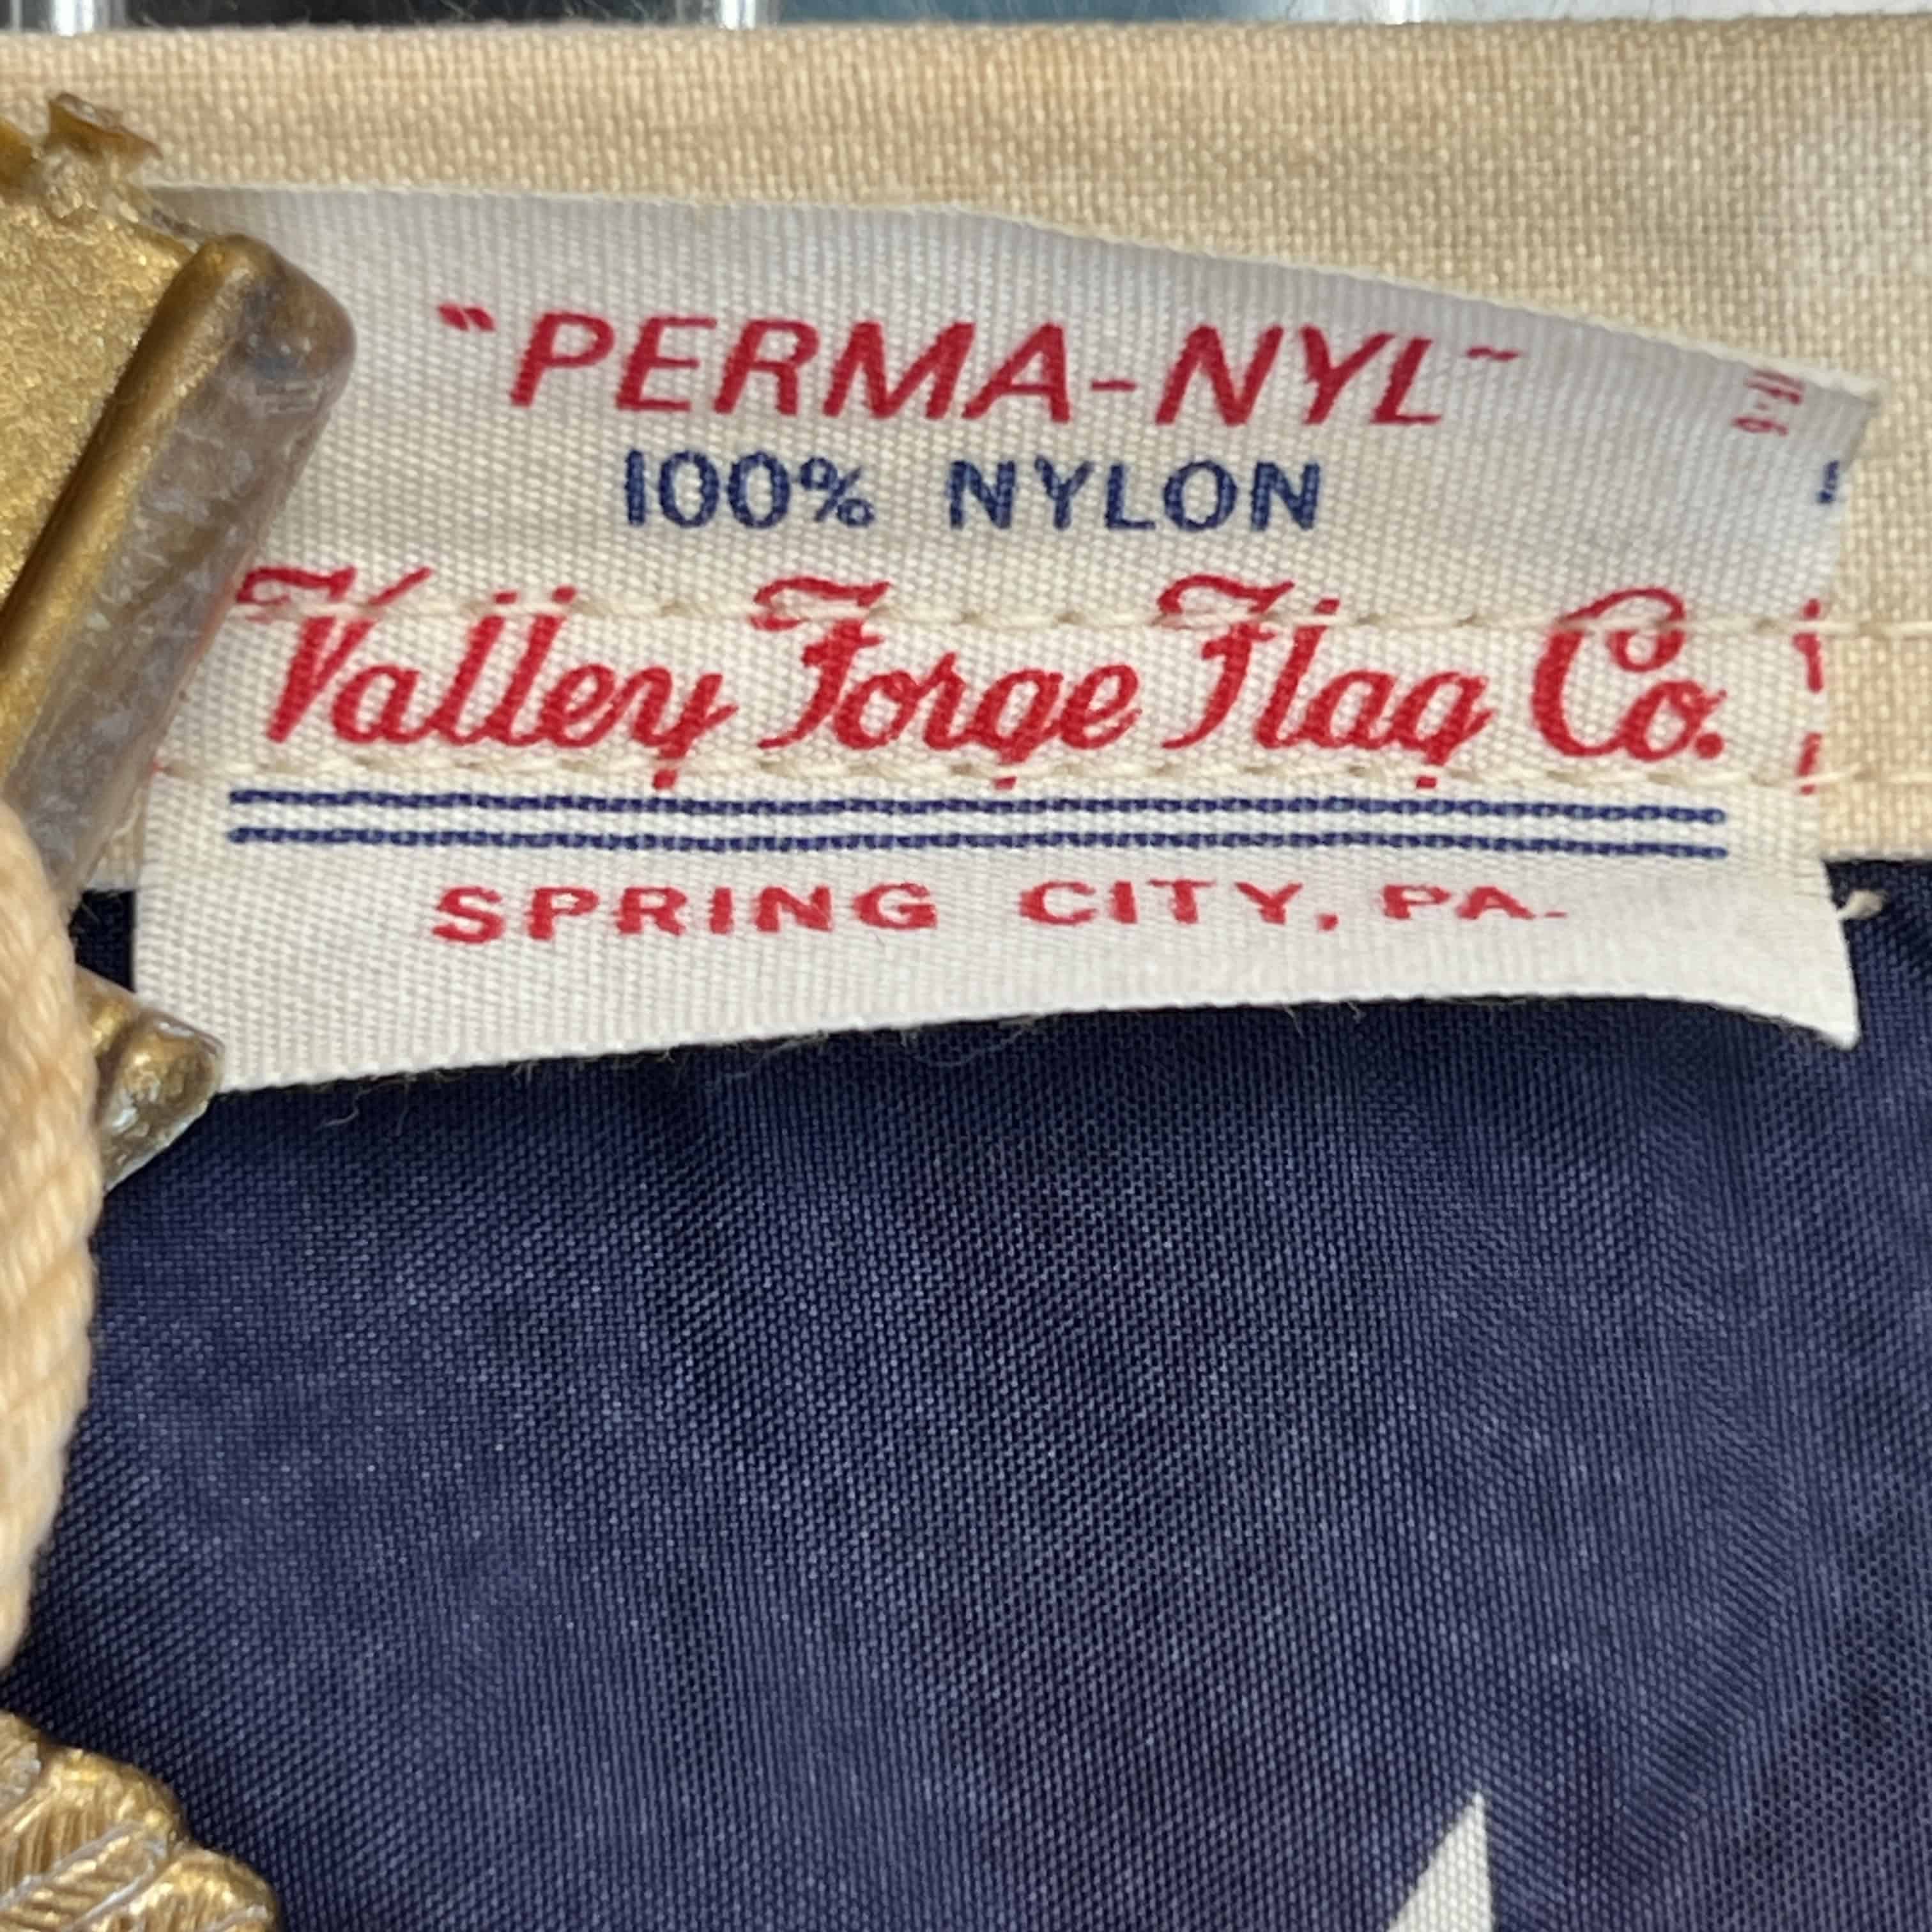 "PERMA-NYL"
100% NYLON
Valley Forge Flag Co.
SPRING CITY, PA.